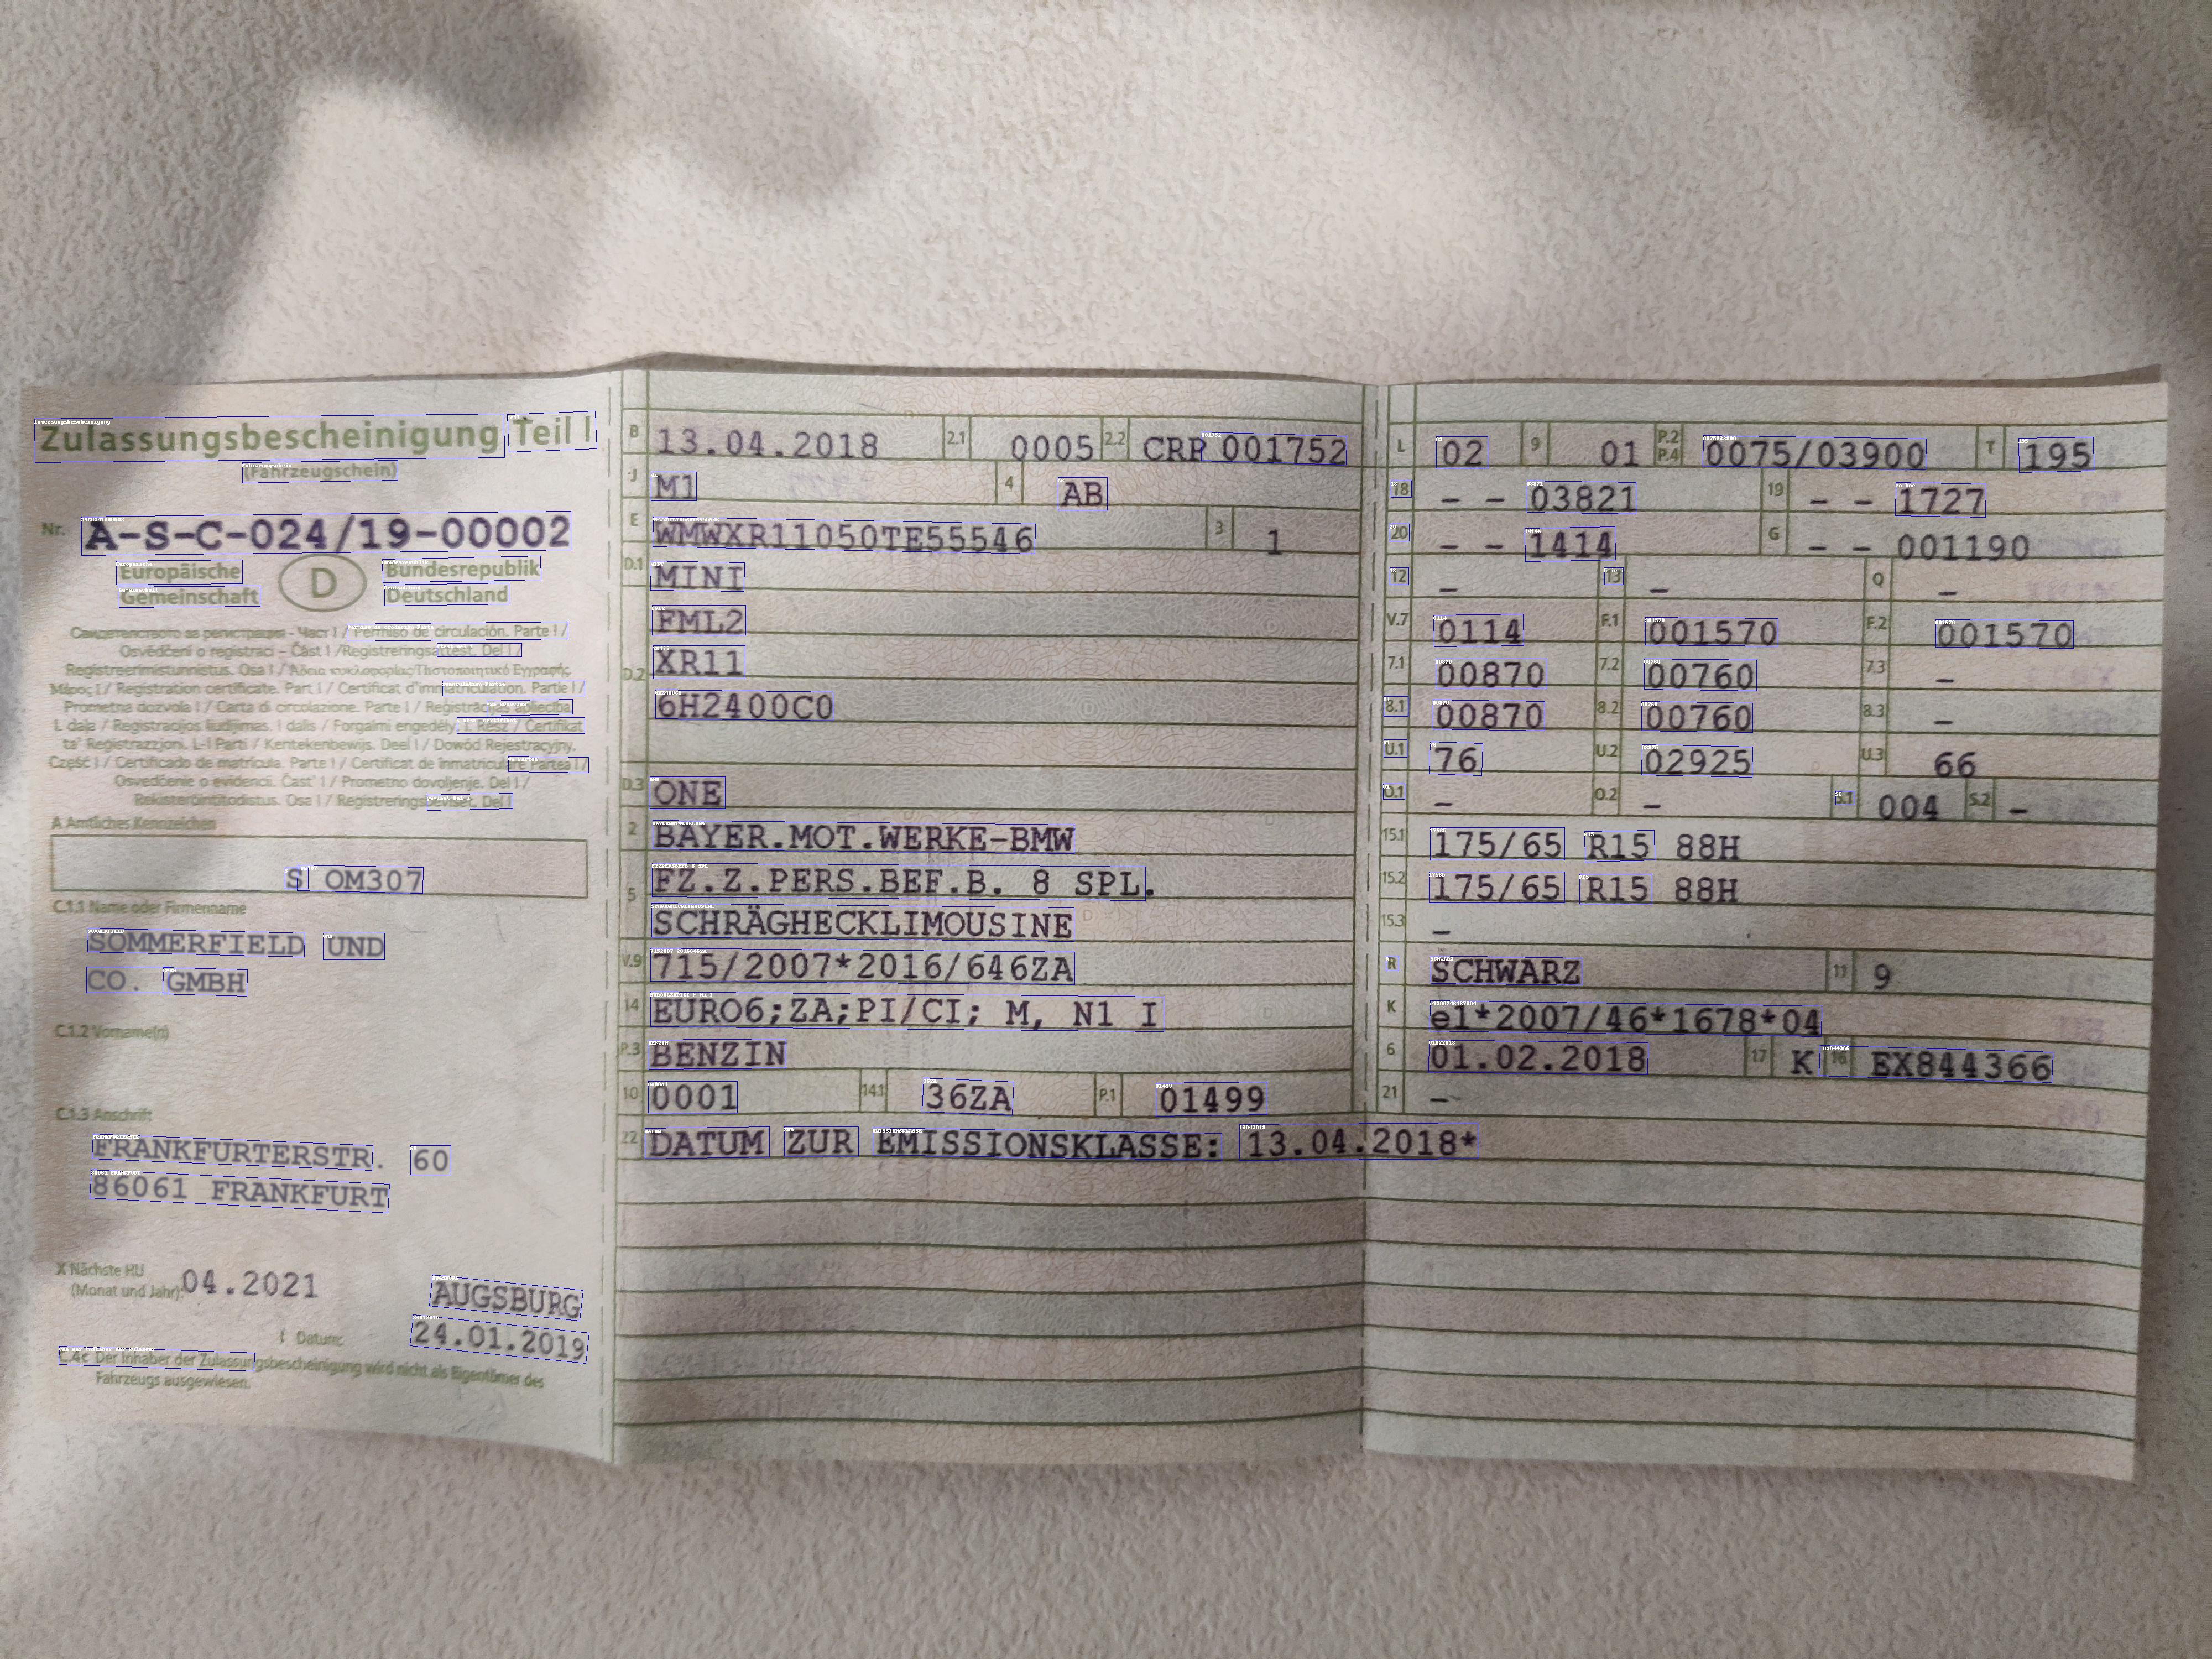 Zulassungsbescheinigung Teil I
(Fahrzeugschein)
Nr. A-S-C-024/19-00002
Europäische Gemeinschaft
D
Bundesrepublik Deutschland
Свидетелство за регистрация - Част I / Permiso de circulación. Parte I /
Osvědčení o registraci - Část I / Registreringsattest. Del I /
Registreerimistunnistus. Osa I / Άδεια κυκλοφορίας/Πιστοποιητικό Εγγραφής.
Μέρος I / Registration certificate. Part I / Certificat d'immatriculation. Partie I /
Prometna dozvola I / Carta di circolazione. Parte I / Reģistrācijas apliecība.
I. daļa / Registracijos liudijimas. I dalis / Forgalmi engedély. I. Rész / Certifikat
ta' Registrazzjoni. L-I Parti / Kentekenbewijs. Deel I / Dowód Rejestracyjny.
Część I / Certificado de matrícula. Parte I / Certificat de înmatriculare Partea I /
Osvedčenie o evidencii. Časť I / Prometno dovoljenje. Del I /
Rekisteröintitodistus. Osa I / Registreringsbeviset. Del I
A Amtliches Kennzeichen
S OM307
C.1.1 Name oder Firmenname
SOMMERFIELD UND
CO. GMBH
C.1.2 Vorname(n)
C.1.3 Anschrift
FRANKFURTERSTR. 60
86061 FRANKFURT
X Nächste HU
(Monat und Jahr): 04.2021
AUGSBURG
I Datum: 24.01.2019
C.4c Der Inhaber der Zulassungsbescheinigung wird nicht als Eigentümer des
Fahrzeugs ausgewiesen.
B 13.04.2018 2.1 0005 2.2 CRP 001752
J M1 4 AB
E WMWXR11050TE55546 3 1
D.1 MINI
FML2
D.2 XR11
6H2400C0
D.3 ONE
2 BAYER.MOT.WERKE-BMW
5 FZ.Z.PERS.BEF.B. 8 SPL.
SCHRÄGHECKLIMOUSINE
V.9 715/2007*2016/646ZA
14 EURO6;ZA;PI/CI; M, N1 I
P.3 BENZIN
10 0001 14.1 36ZA P.1 01499
22 DATUM ZUR EMISSIONSKLASSE: 13.04.2018*
L 02 9 01 P.2 P.4 0075/03900 T 195
18 - - 03821 19 - - 1727
20 - - 1414 G - - 001190
12 - 13 - Q -
V.7 0114 F.1 001570 F.2 001570
7.1 00870 7.2 00760 7.3 -
8.1 00870 8.2 00760 8.3 -
U.1 76 U.2 02925 U.3 66
O.1 - O.2 - S.1 004 S.2 -
15.1 175/65 R15 88H
15.2 175/65 R15 88H
15.3 -
R SCHWARZ 11 9
K e1*2007/46*1678*04
6 01.02.2018 17 K 16 EX844366
21 -